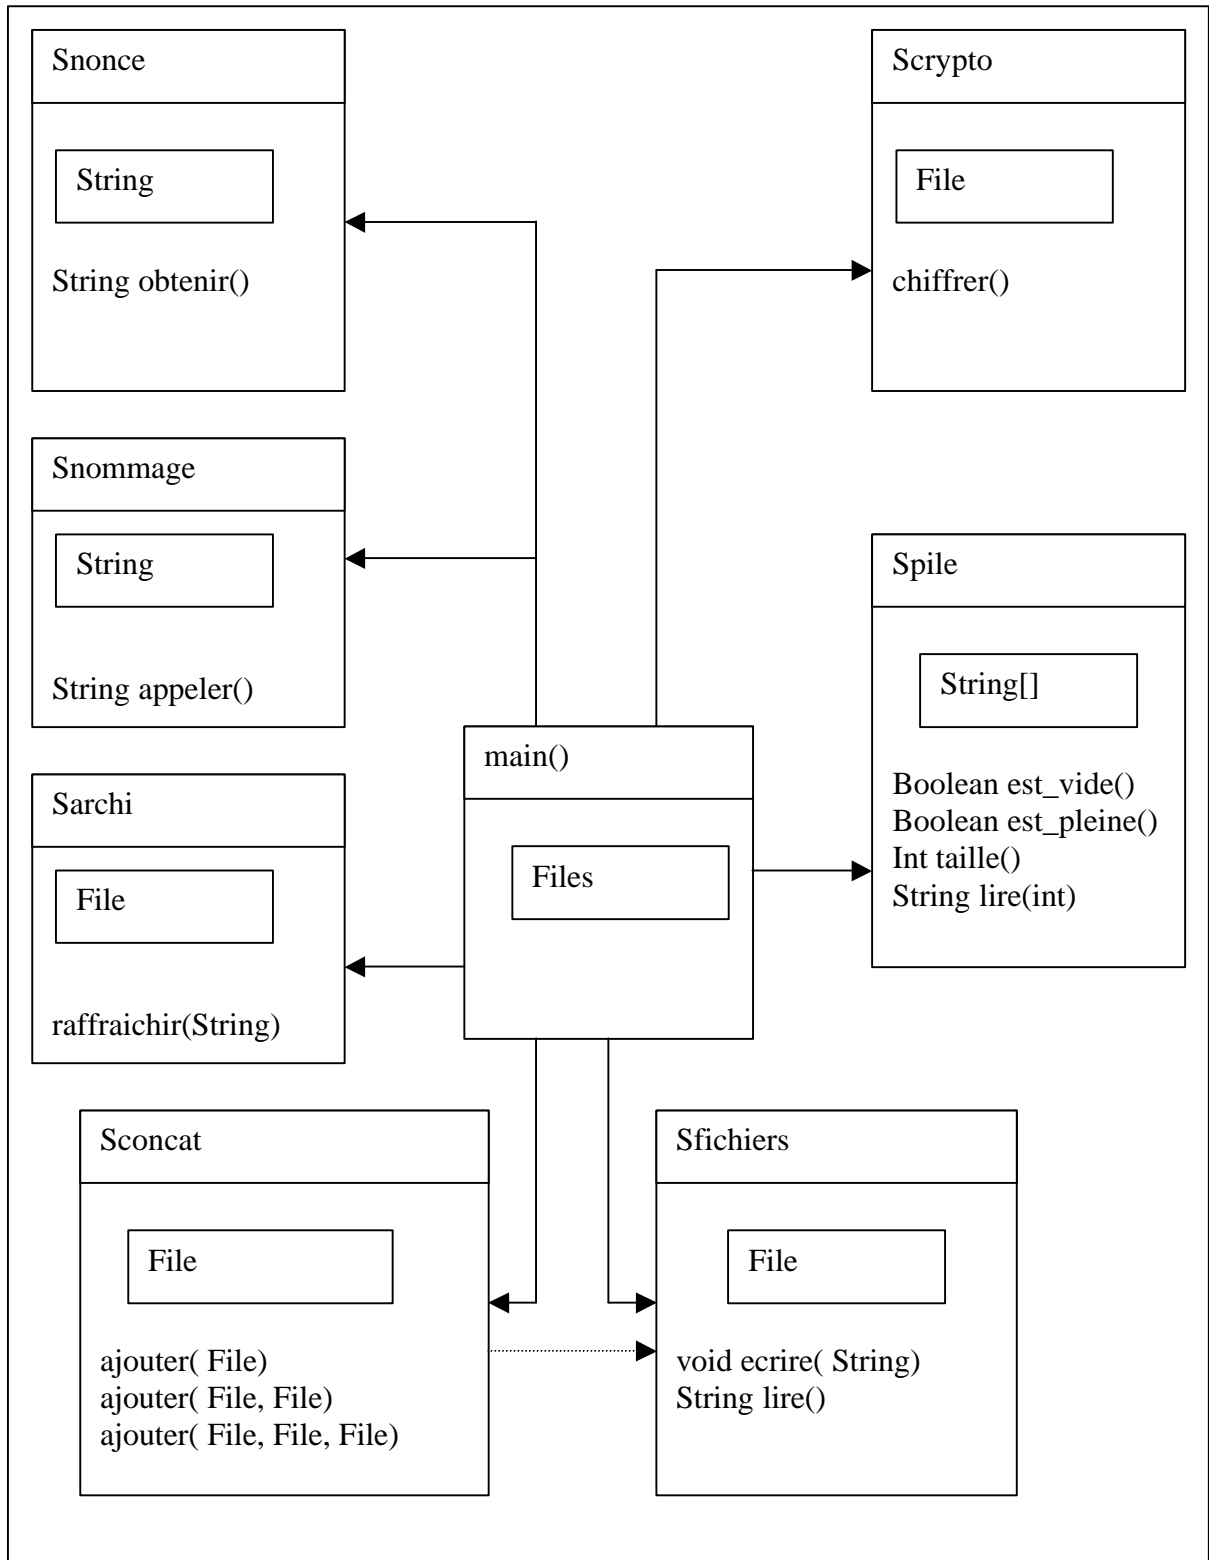 Snonce
String
String obtenir()
Scrypto
File
chiffrer()
Snommage
String
String appeler()
Spile
String[]
Boolean est_vide()
Boolean est_pleine()
Int taille()
String lire(int)
main()
Files
Sarchi
File
raffraichir(String)
Sconcat
File
ajouter( File)
ajouter( File, File)
ajouter( File, File, File)
Sfichiers
File
void ecrire( String)
String lire()